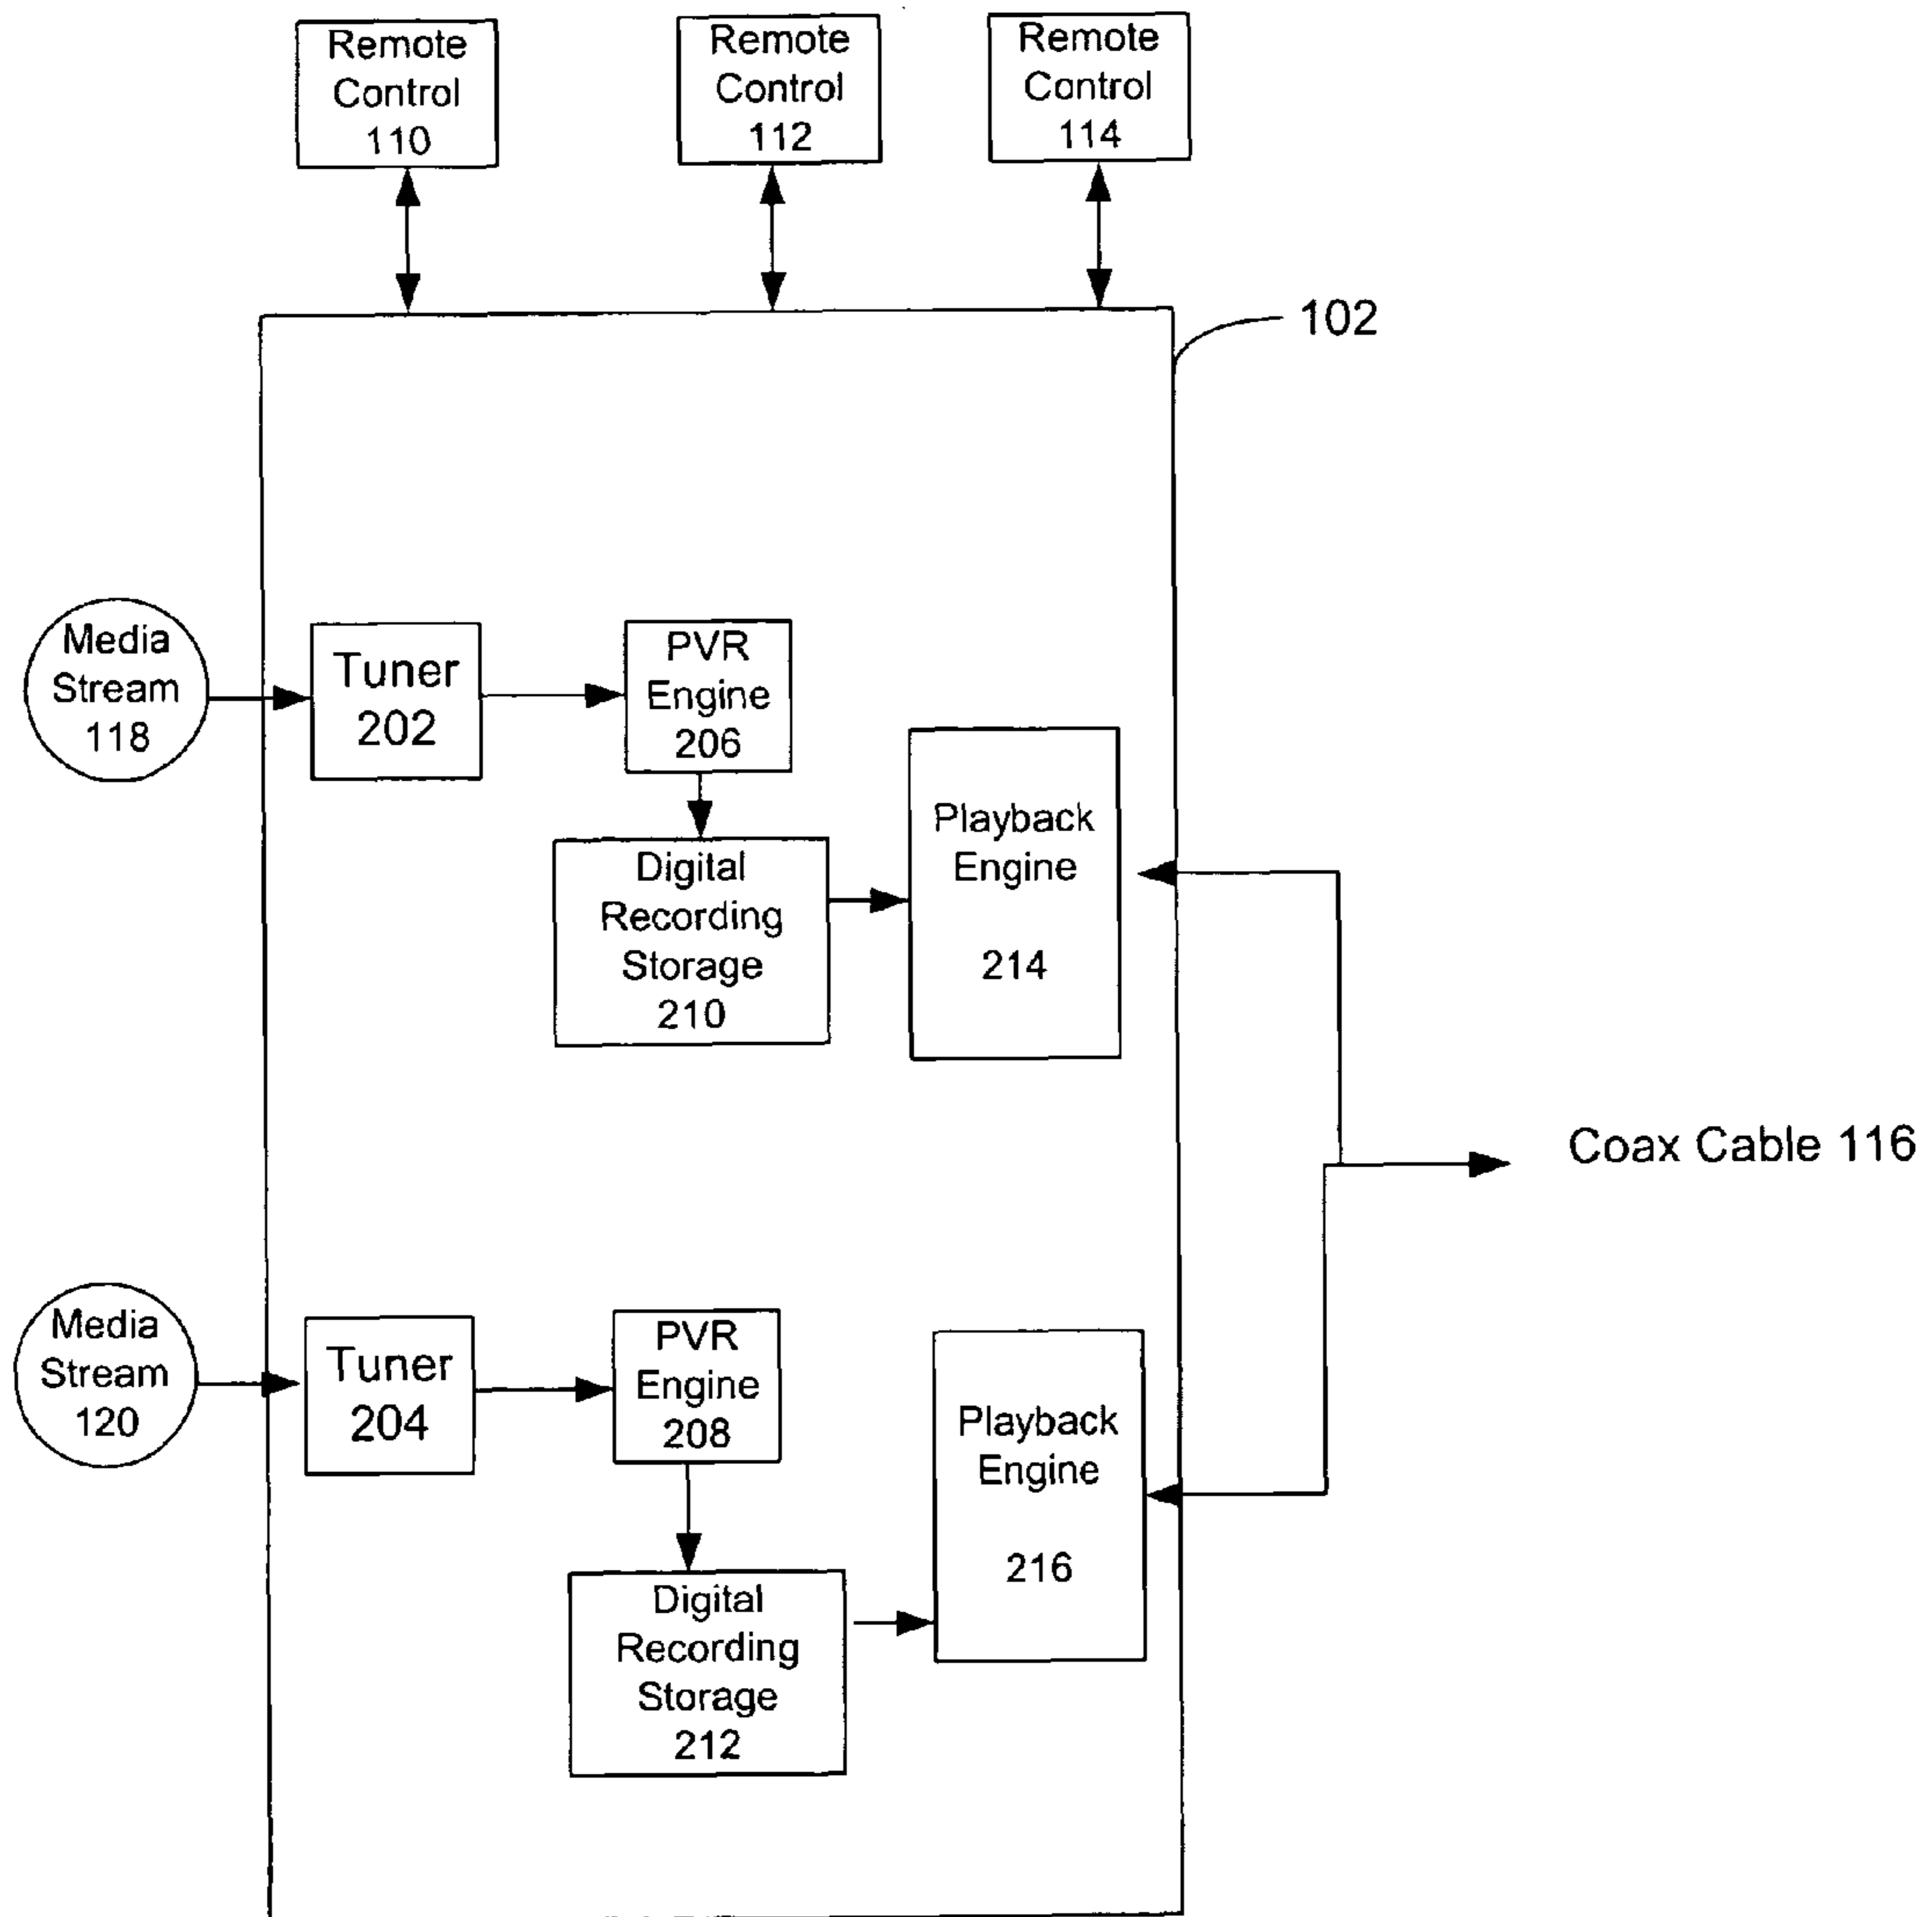 Remote
Control
110
Remote
Control
112
Remote
Control
114
102
Media
Stream
118
Tuner
202
PVR
Engine
206
Digital
Recording
Storage
210
Playback
Engine
214
Coax Cable 116
Media
Stream
120
Tuner
204
PVR
Engine
208
Digital
Recording
Storage
212
Playback
Engine
216